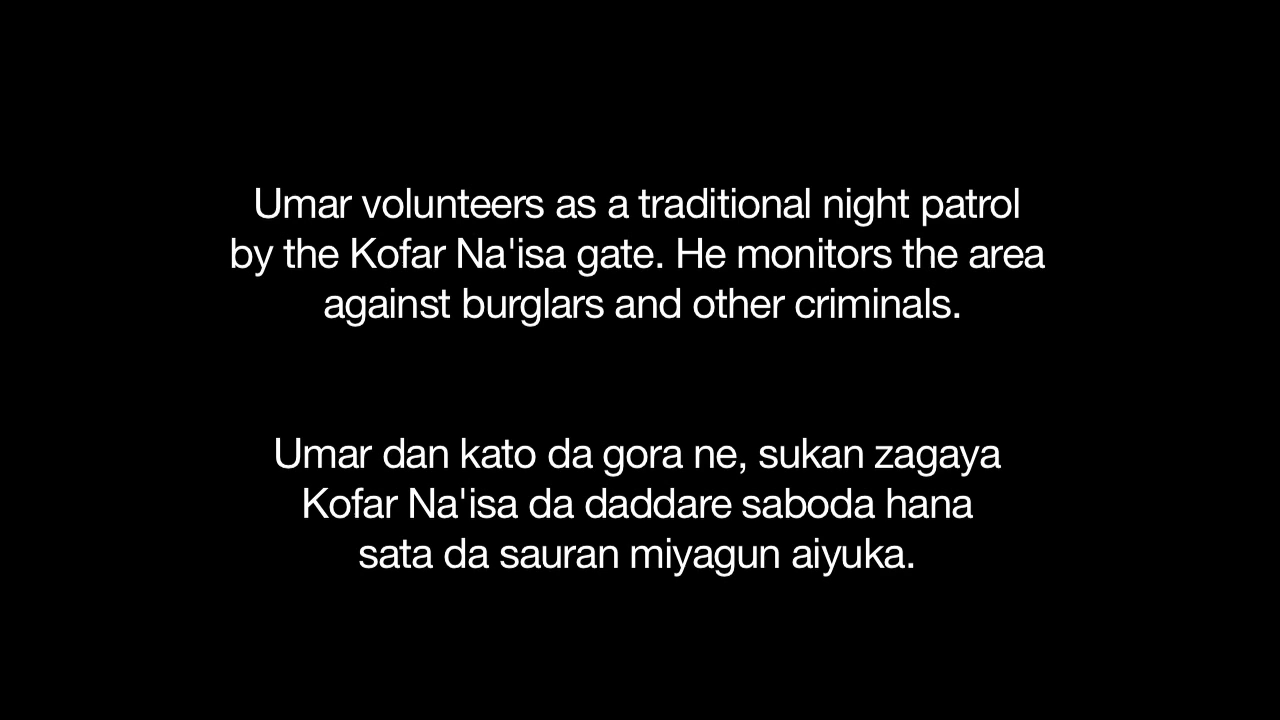 Umar volunteers as a traditional night patrol
by the Kofar Na'isa gate. He monitors the area
against burglars and other criminals.
Umar dan kato da gora ne, sukan zagaya
Kofar Na'isa da daddare saboda hana
sata da sauran miyagun aiyuka.